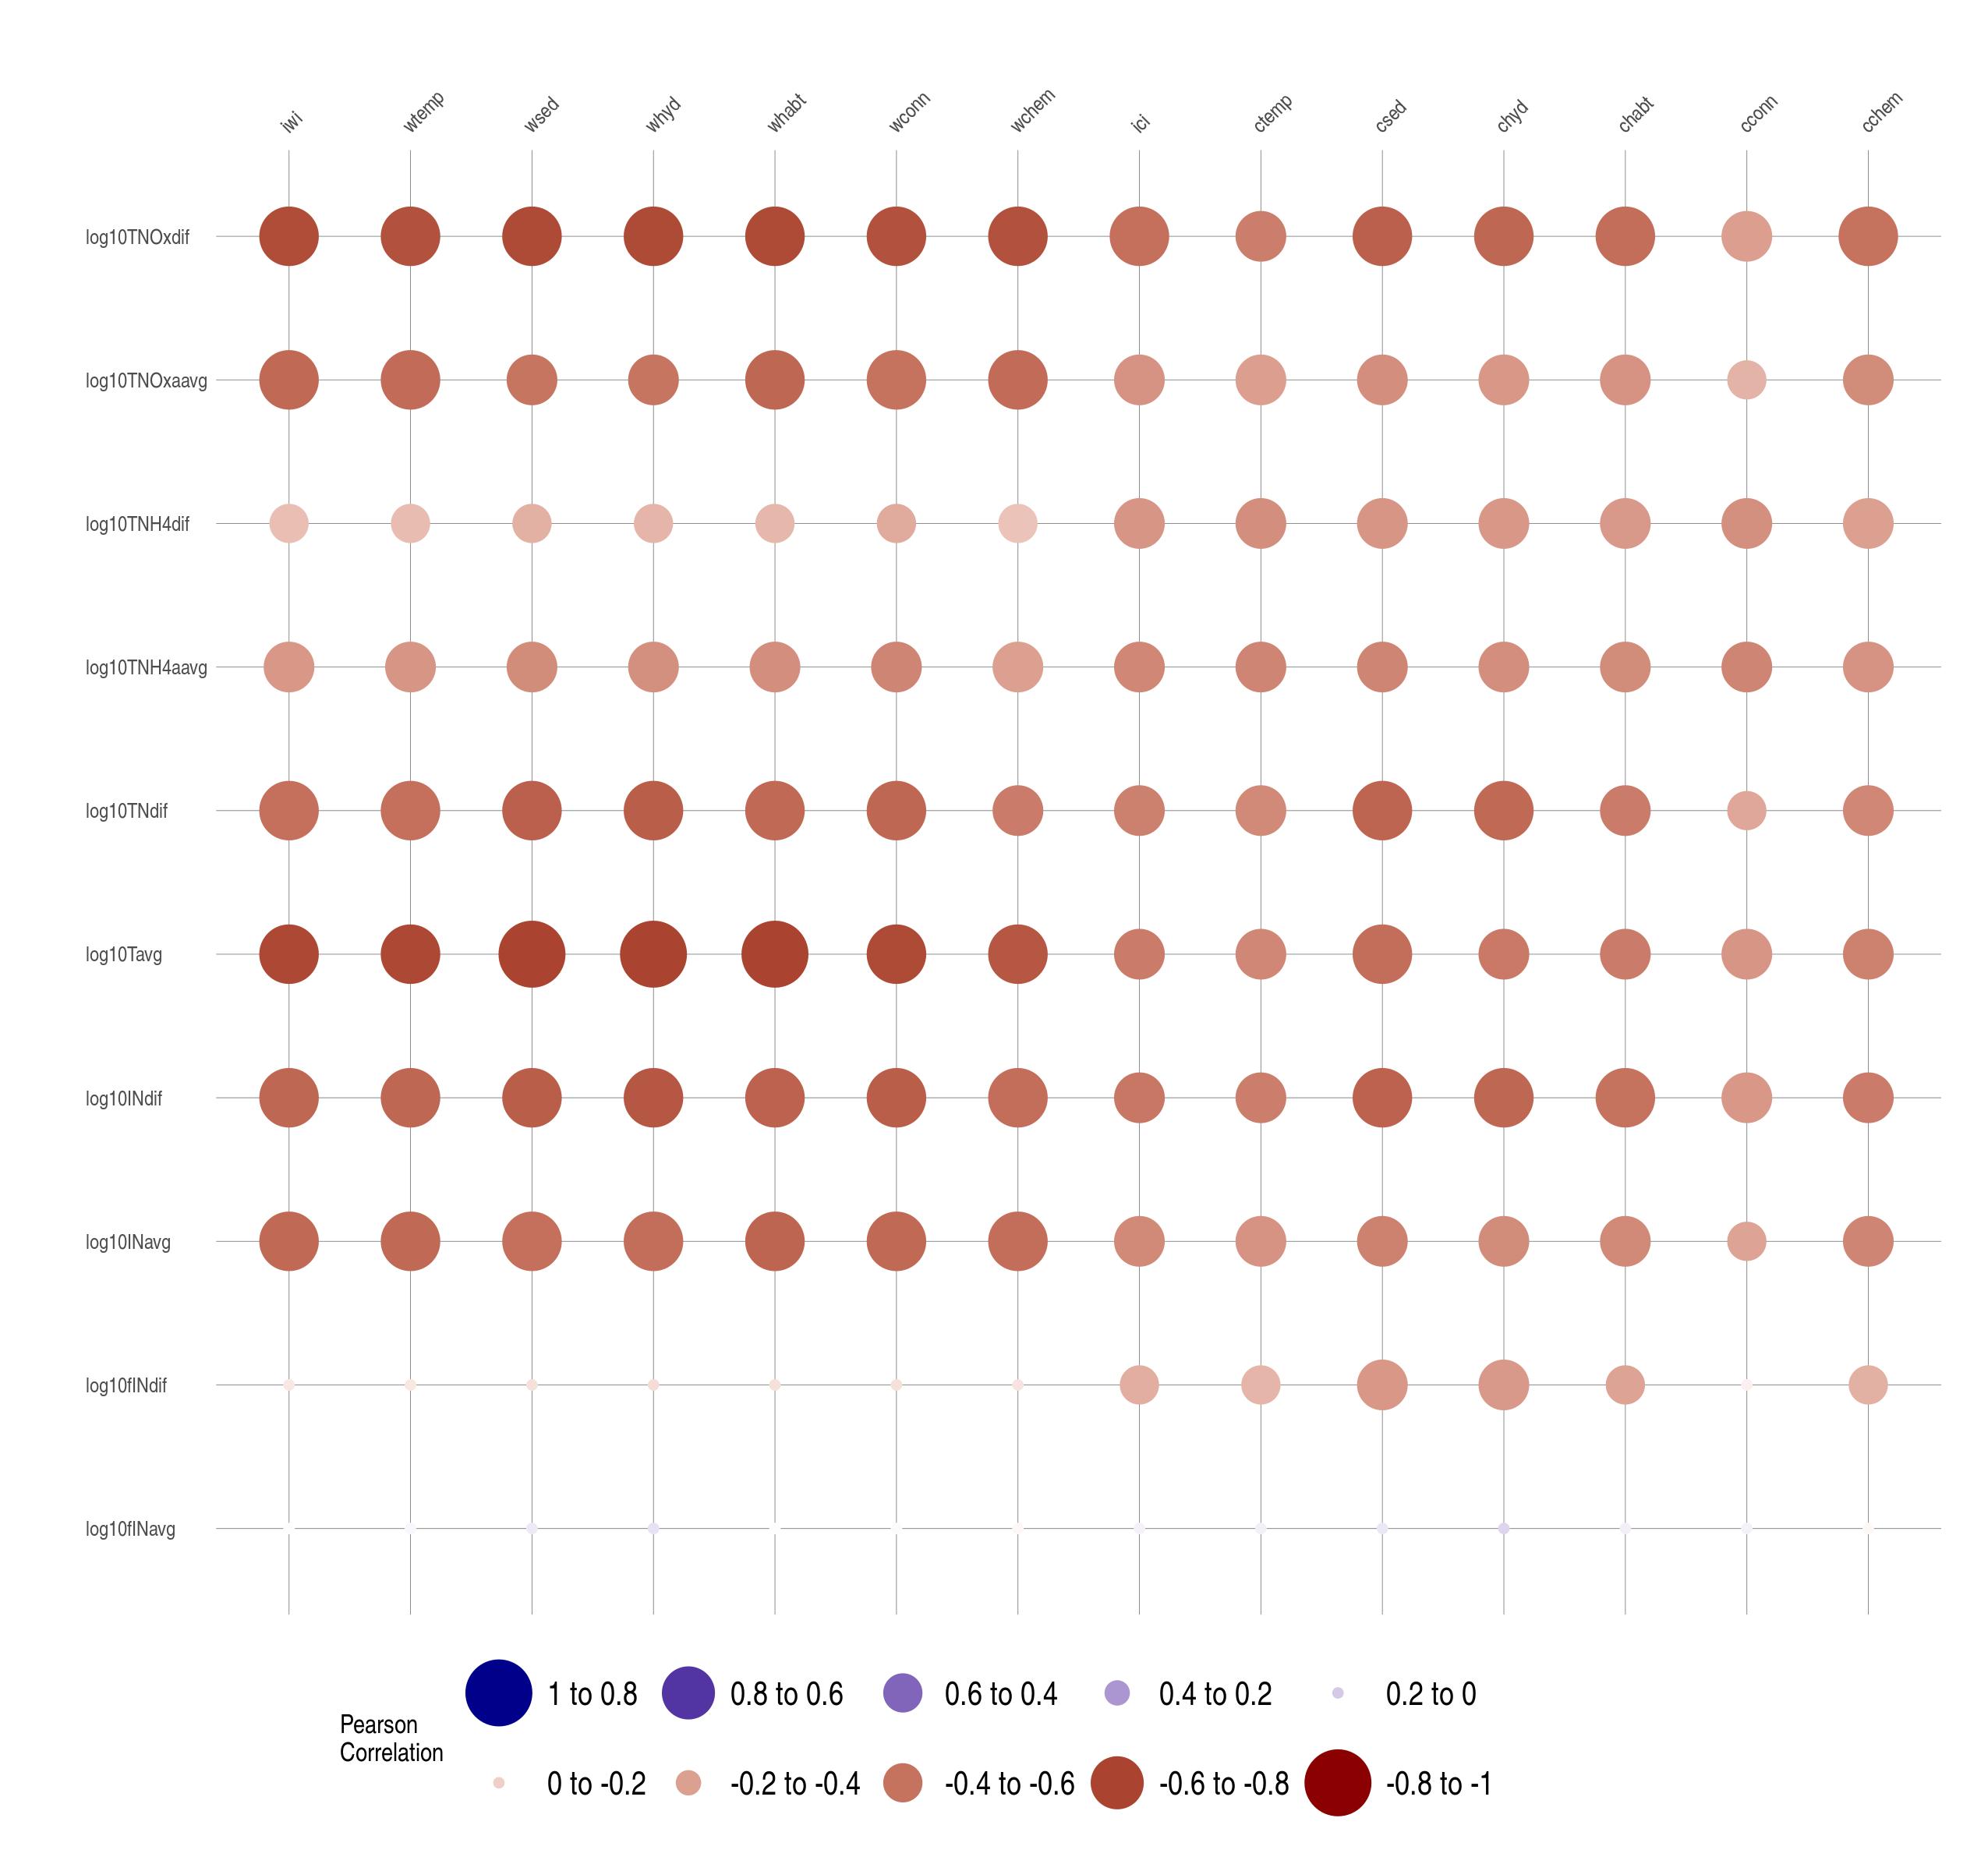 iwi
wtemp
wsed
whyd
whabt
wconn
wchem
ici
ctemp
csed
chyd
chabt
cconn
cchem
log10TNOxdif
log10TNOxaavg
log10TNH4dif
log10TNH4aavg
log10TNdif
log10Tavg
log10INdif
log10INavg
log10fINdif
log10fINavg
Pearson
Correlation
1 to 0.8
0.8 to 0.6
0.6 to 0.4
0.4 to 0.2
0.2 to 0
0 to -0.2
-0.2 to -0.4
-0.4 to -0.6
-0.6 to -0.8
-0.8 to -1